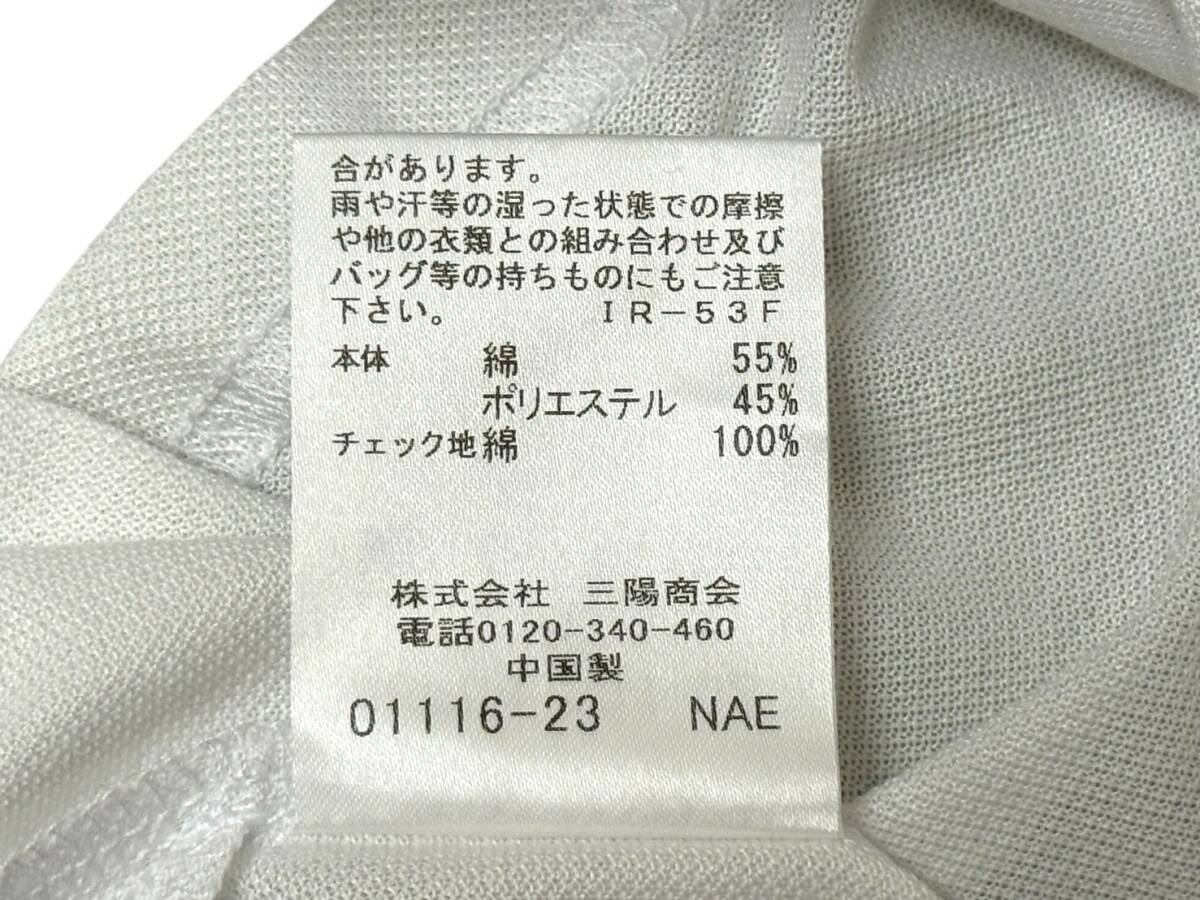 合があります。
雨や汗等の湿った状態での摩擦
や他の衣類との組み合わせ及び
バッグ等の持ちものにもご注意
下さい。 ＩＲ－５３Ｆ
本体 綿 55%
ポリエステル 45%
チェック地 綿 100%
株式会社 三陽商会
電話0120-340-460
中国製
01116-23 NAE